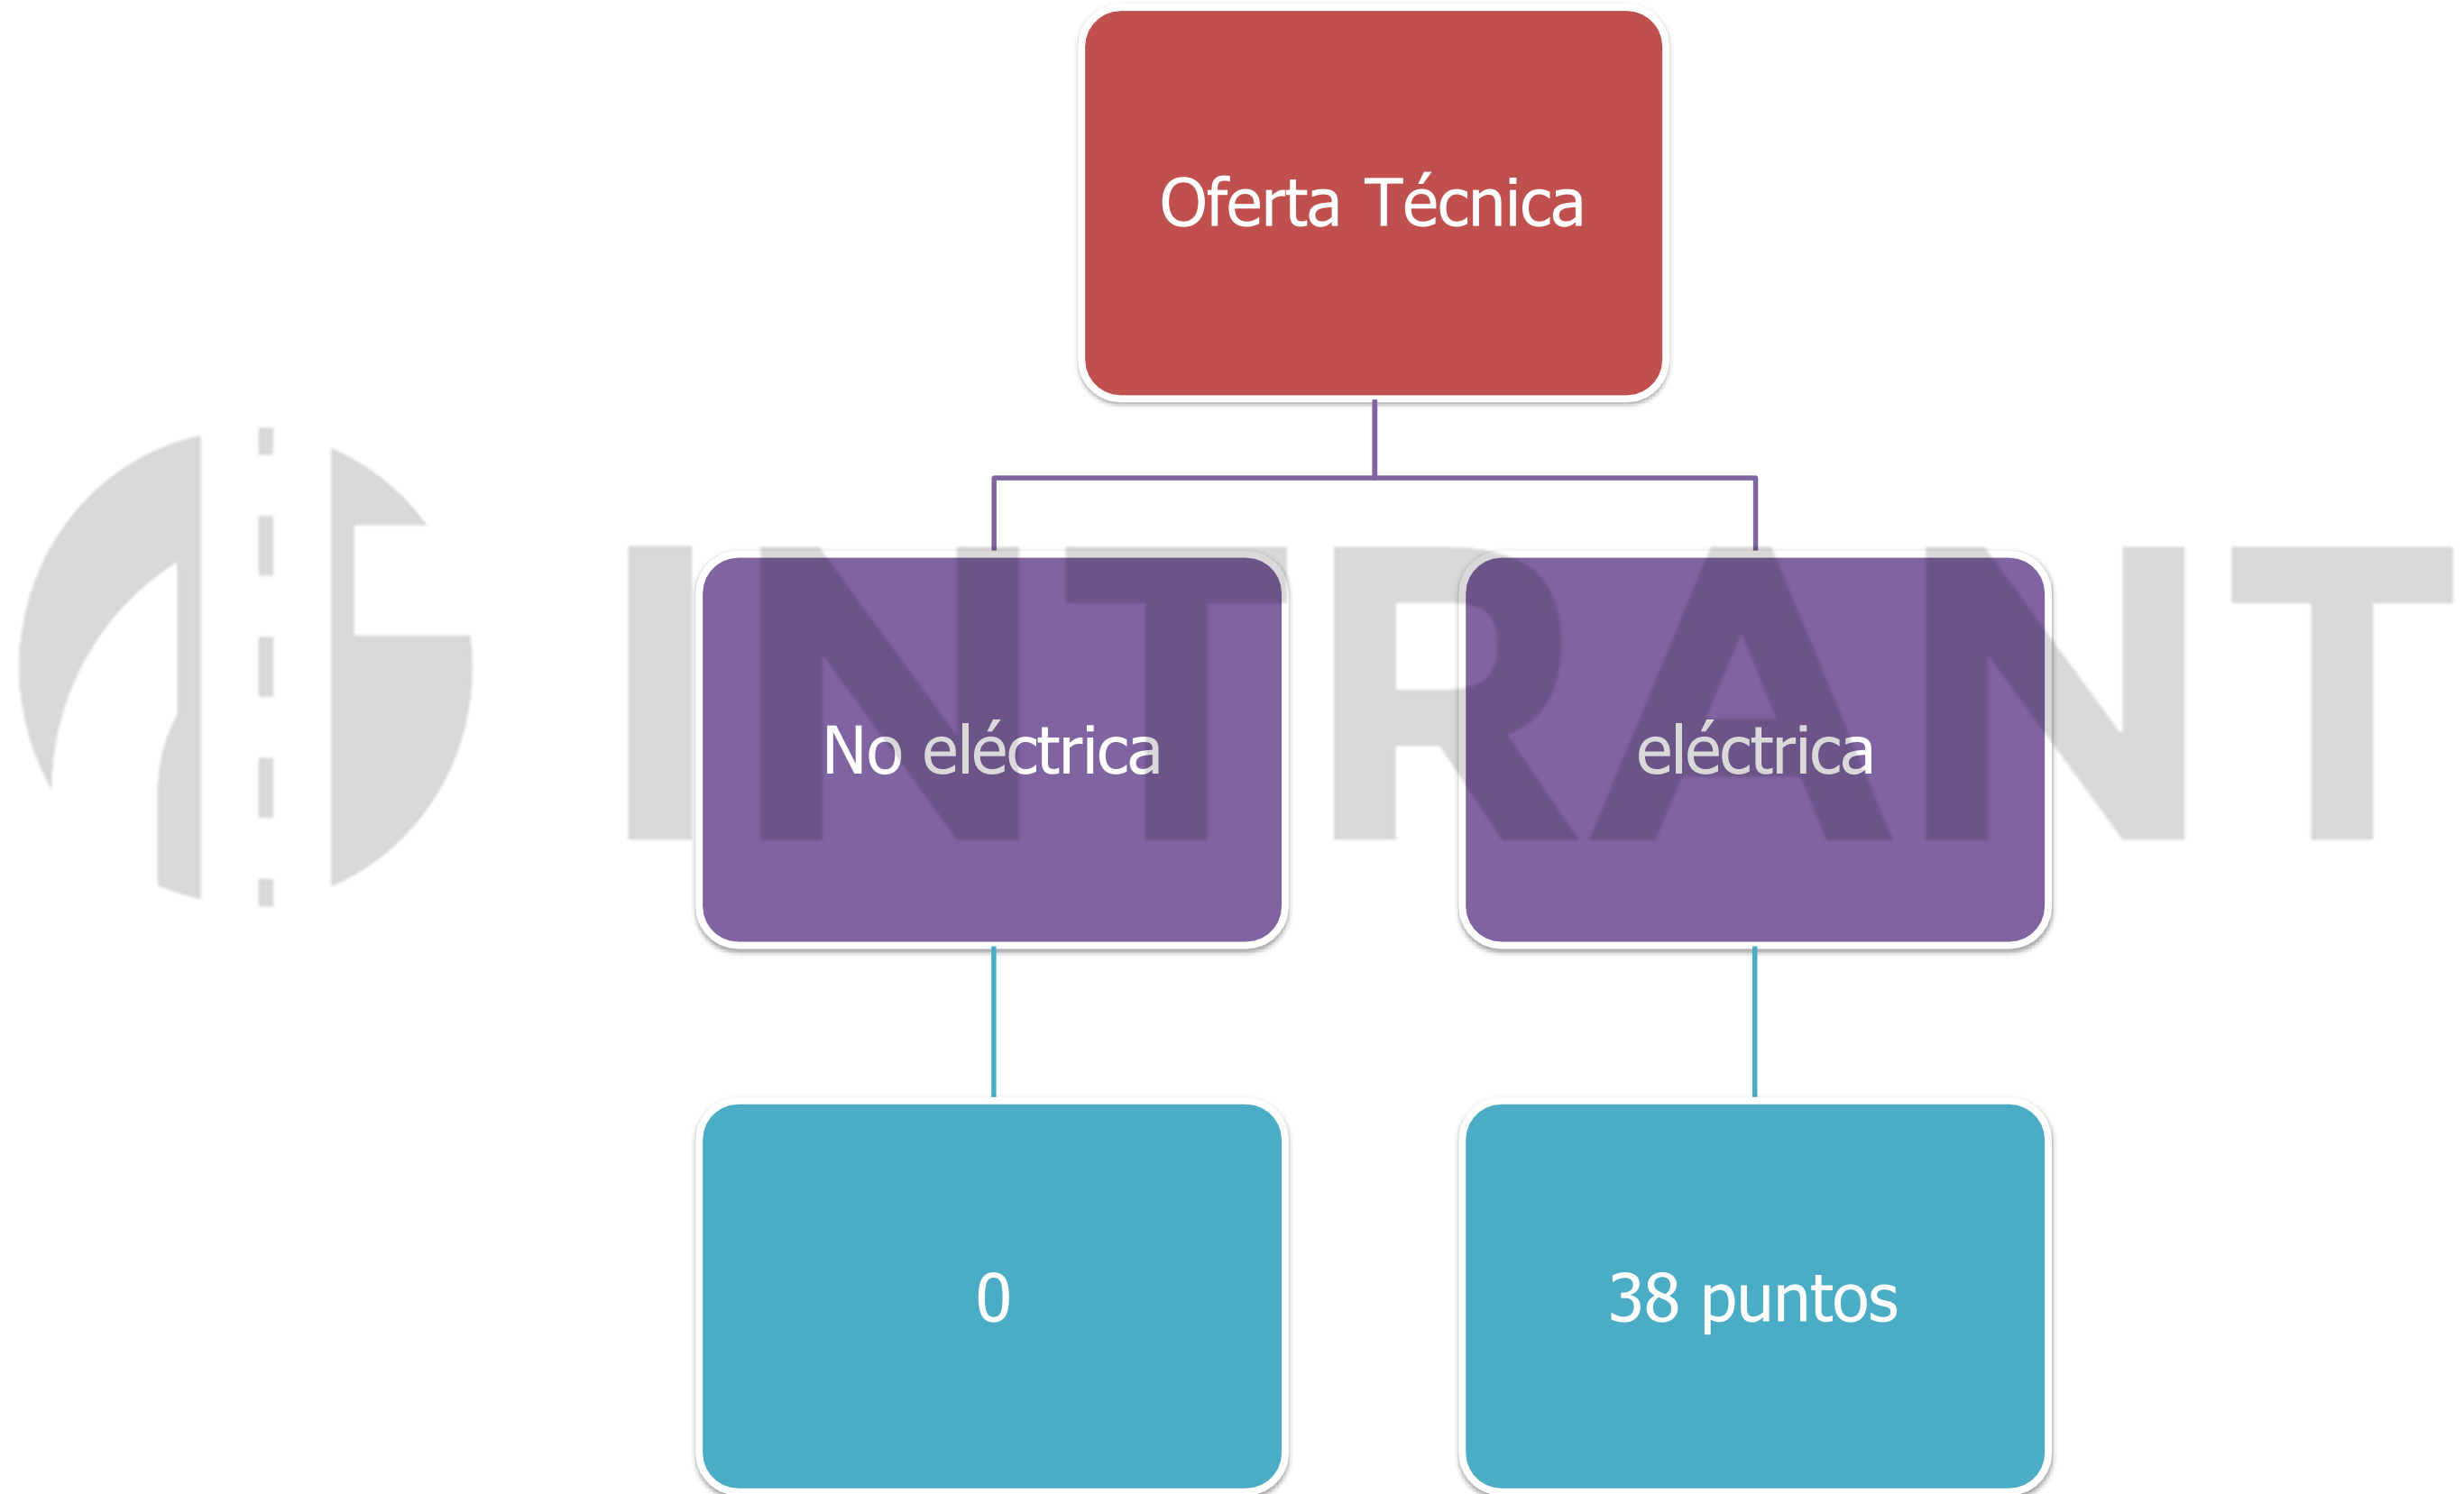 Oferta Técnica
INTRANT
No eléctrica
eléctrica
0
38 puntos